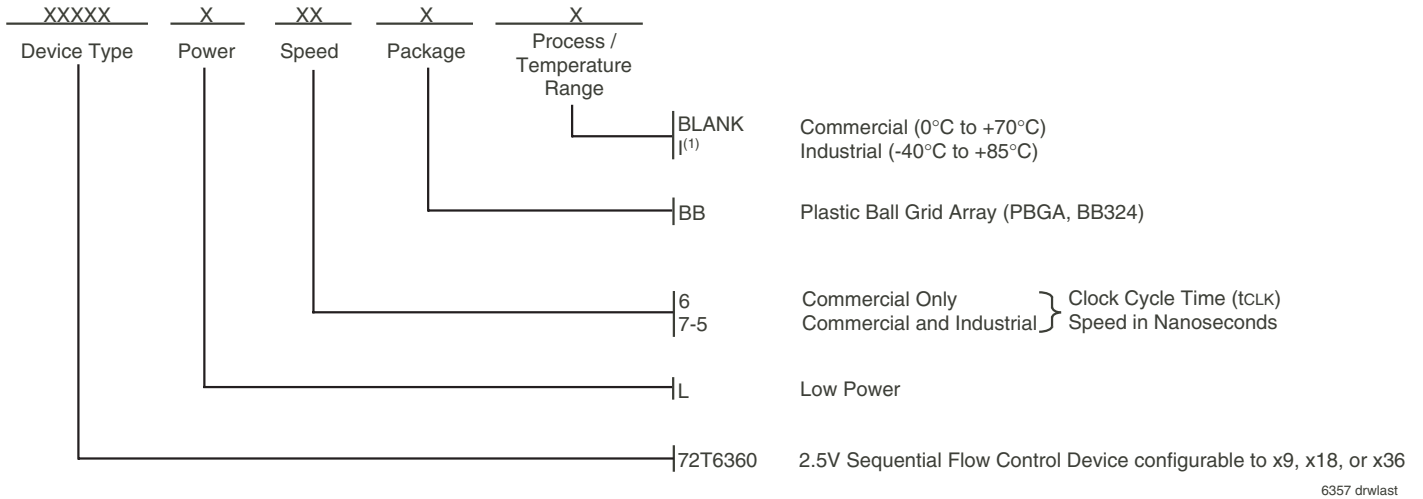 XXXXX X XX X X
Device Type Power Speed Package Process /
Temperature
Range
BLANK Commercial (0°C to +70°C)
I(1) Industrial (-40°C to +85°C)
BB Plastic Ball Grid Array (PBGA, BB324)
6 Commercial Only Clock Cycle Time (tCLK)
7-5 Commercial and Industrial Speed in Nanoseconds
L Low Power
72T6360 2.5V Sequential Flow Control Device configurable to x9, x18, or x36
6357 drwlast